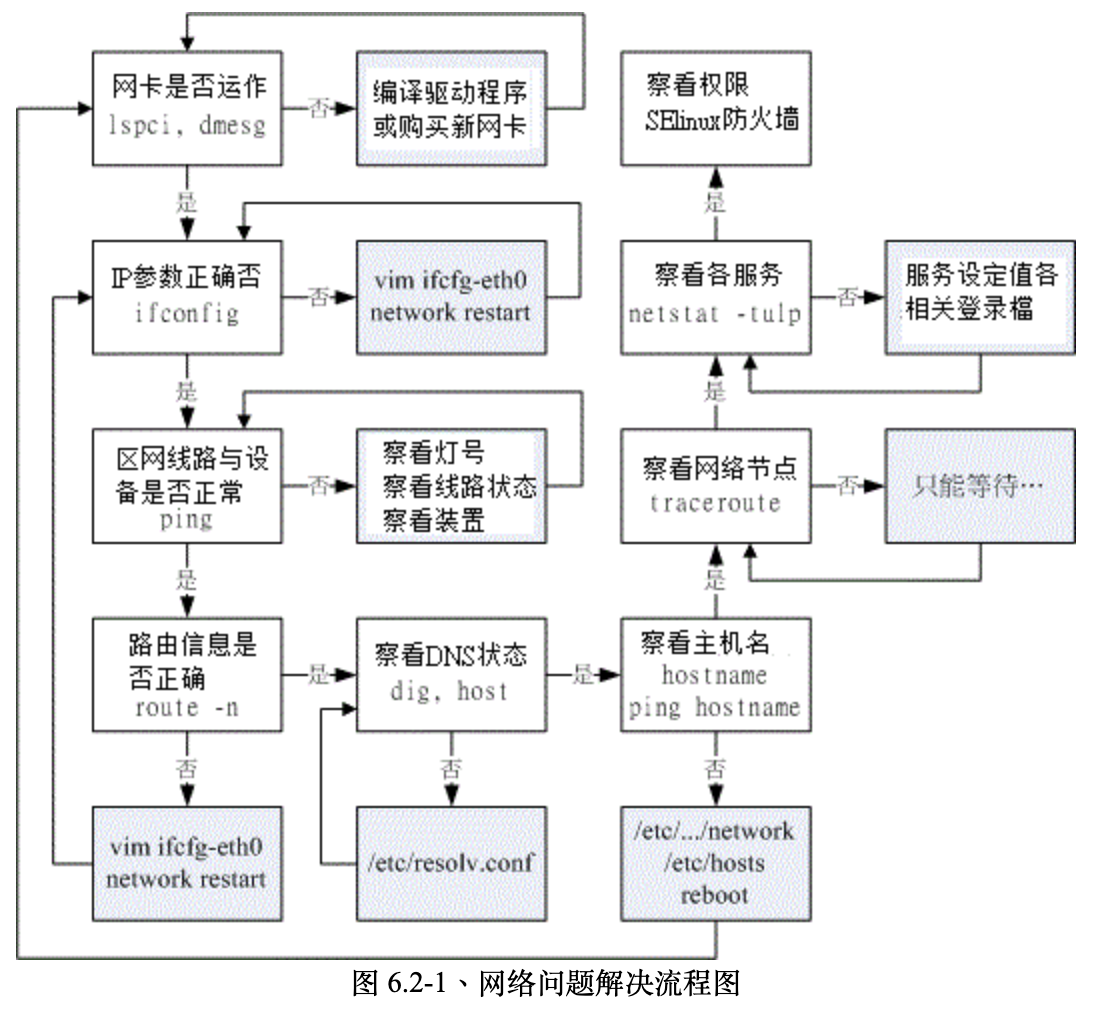 网卡是否运作
lspci, dmesg
否
编译驱动程序
或购买新网卡
察看权限
SElinux防火墙
是
是
IP参数正确否
ifconfig
否
vim ifcfg-eth0
network restart
察看各服务
netstat -tulp
否
服务设定值各
相关登录檔
是
是
区网线路与设
备是否正常
ping
否
察看灯号
察看线路状态
察看装置
察看网络节点
traceroute
否
只能等待…
是
是
路由信息是
否正确
route -n
是
察看DNS状态
dig, host
是
察看主机名
hostname
ping hostname
否
否
否
vim ifcfg-eth0
network restart
/etc/resolv.conf
/etc/.../network
/etc/hosts
reboot
图 6.2-1、网络问题解决流程图